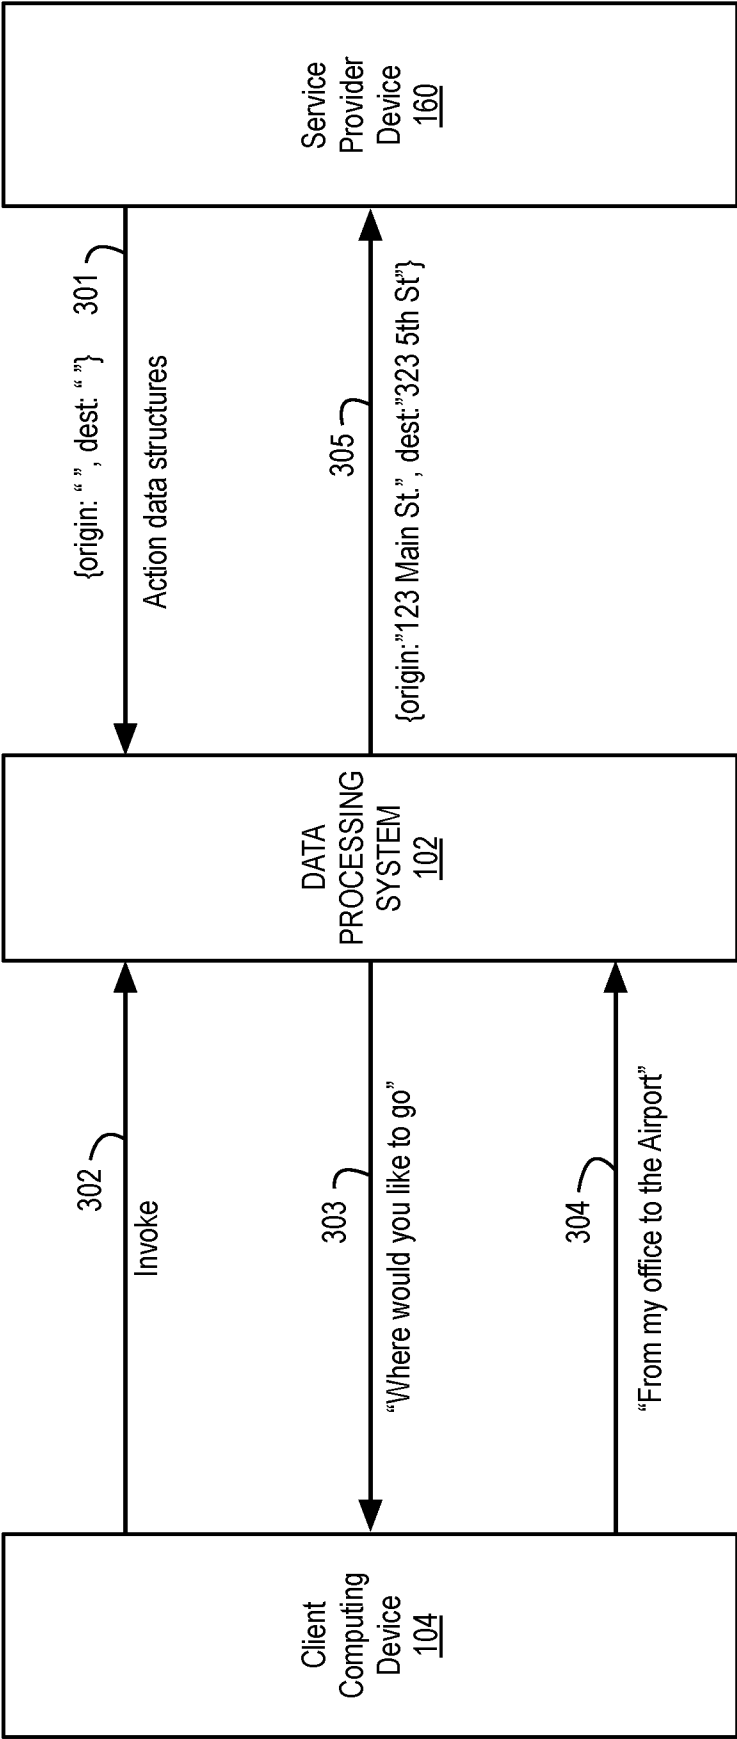 Client
Computing
Device
104
302
Invoke
303
“Where would you like to go”
304
“From my office to the Airport”
DATA
PROCESSING
SYSTEM
102
{origin: “ ”, dest: “ ”}
301
Action data structures
305
{origin:”123 Main St.”, dest:”323 5th St”}
Service
Provider
Device
160